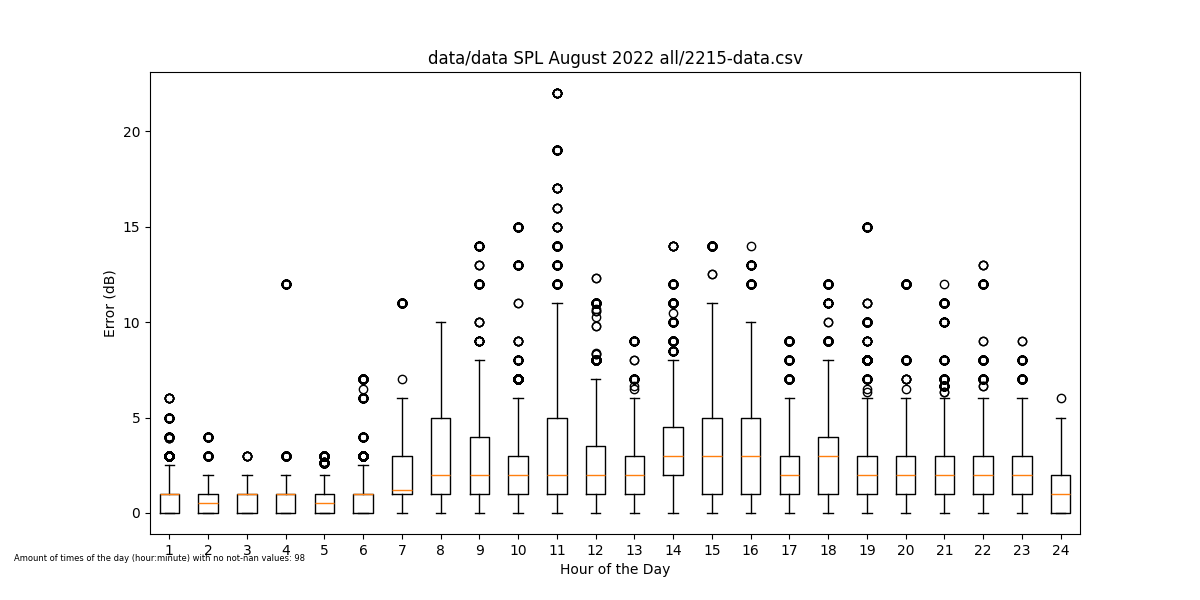 data/data SPL August 2022 all/2215-data.csv
20
15
10
5
0
Error (dB)
1 2 3 4 5 6 7 8 9 10 11 12 13 14 15 16 17 18 19 20 21 22 23 24
Amount of times of the day (hour:minute) with no not-nan values: 98
Hour of the Day